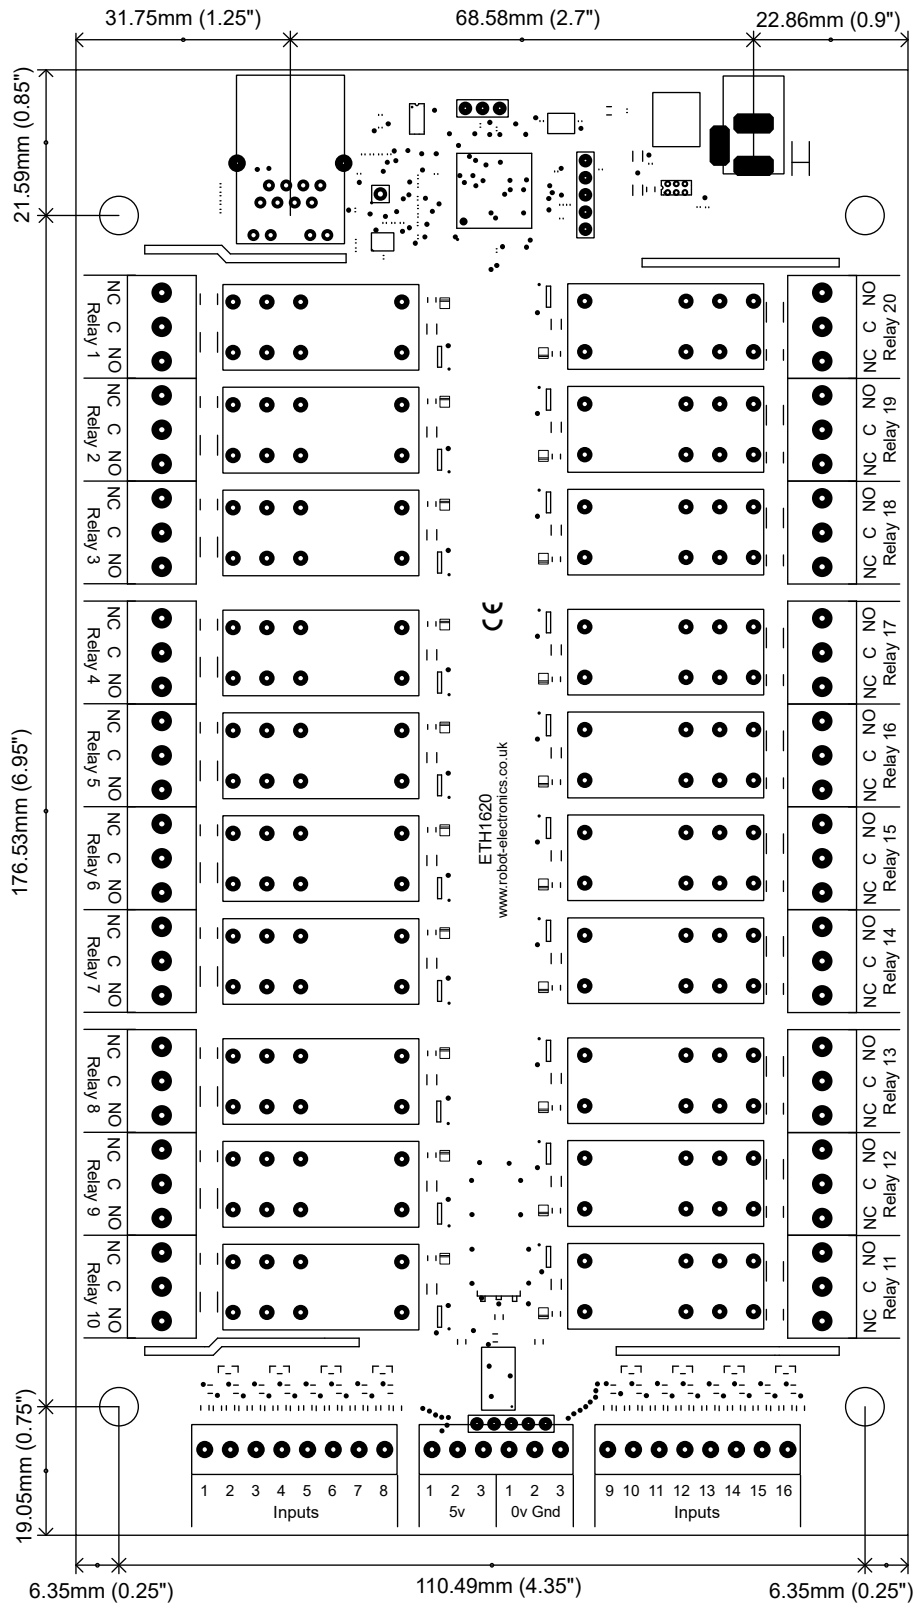 31.75mm (1.25")
68.58mm (2.7")
22.86mm (0.9")
21.59mm (0.85")
176.53mm (6.95")
19.05mm (0.75")
NC C NO
Relay 1
NC C NO
Relay 2
NC C NO
Relay 3
NC C NO
Relay 4
NC C NO
Relay 5
NC C NO
Relay 6
NC C NO
Relay 7
NC C NO
Relay 8
NC C NO
Relay 9
NC C NO
Relay 10
CE
ETH1620
www.robot-electronics.co.uk
NC C NO
Relay 20
NC C NO
Relay 19
NC C NO
Relay 18
NC C NO
Relay 17
NC C NO
Relay 16
NC C NO
Relay 15
NC C NO
Relay 14
NC C NO
Relay 13
NC C NO
Relay 12
NC C NO
Relay 11
1 2 3 4 5 6 7 8
Inputs
1 2 3
5v
1 2 3
0v Gnd
9 10 11 12 13 14 15 16
Inputs
6.35mm (0.25")
110.49mm (4.35")
6.35mm (0.25")